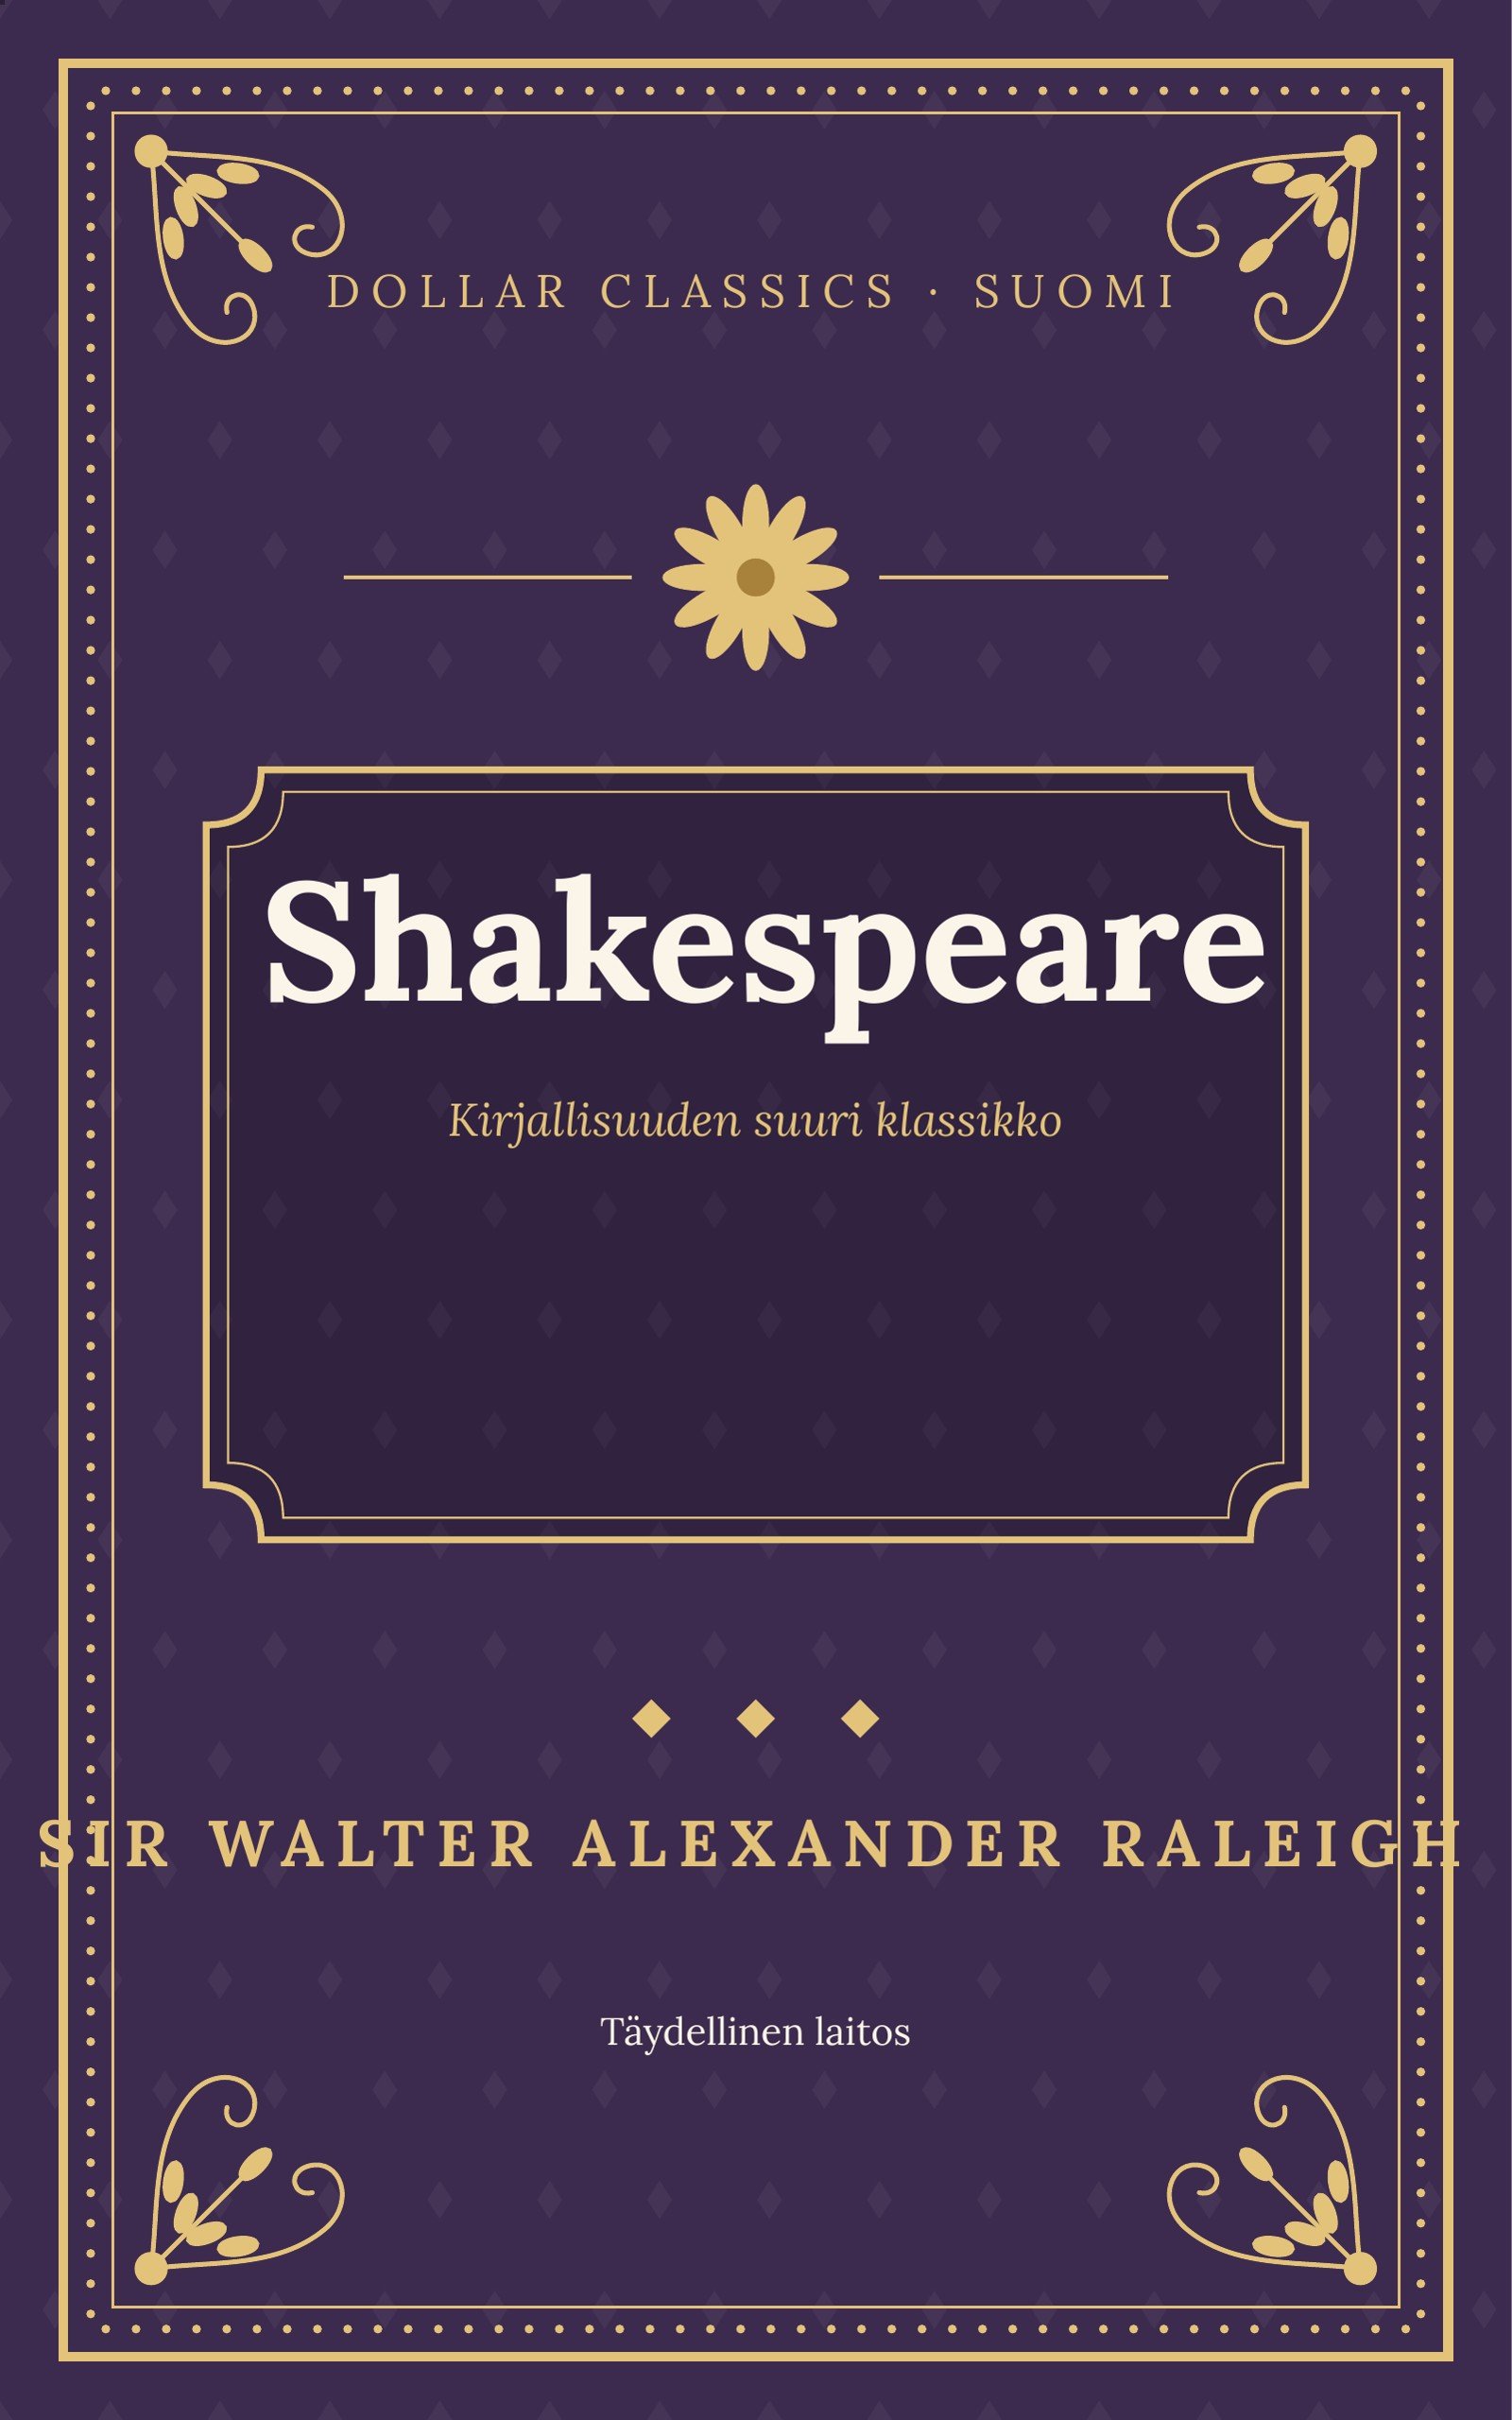 DOLLAR CLASSICS · SUOMI
Shakespeare
Kirjallisuuden suuri klassikko
SIR WALTER ALEXANDER RALEIGH
Täydellinen laitos